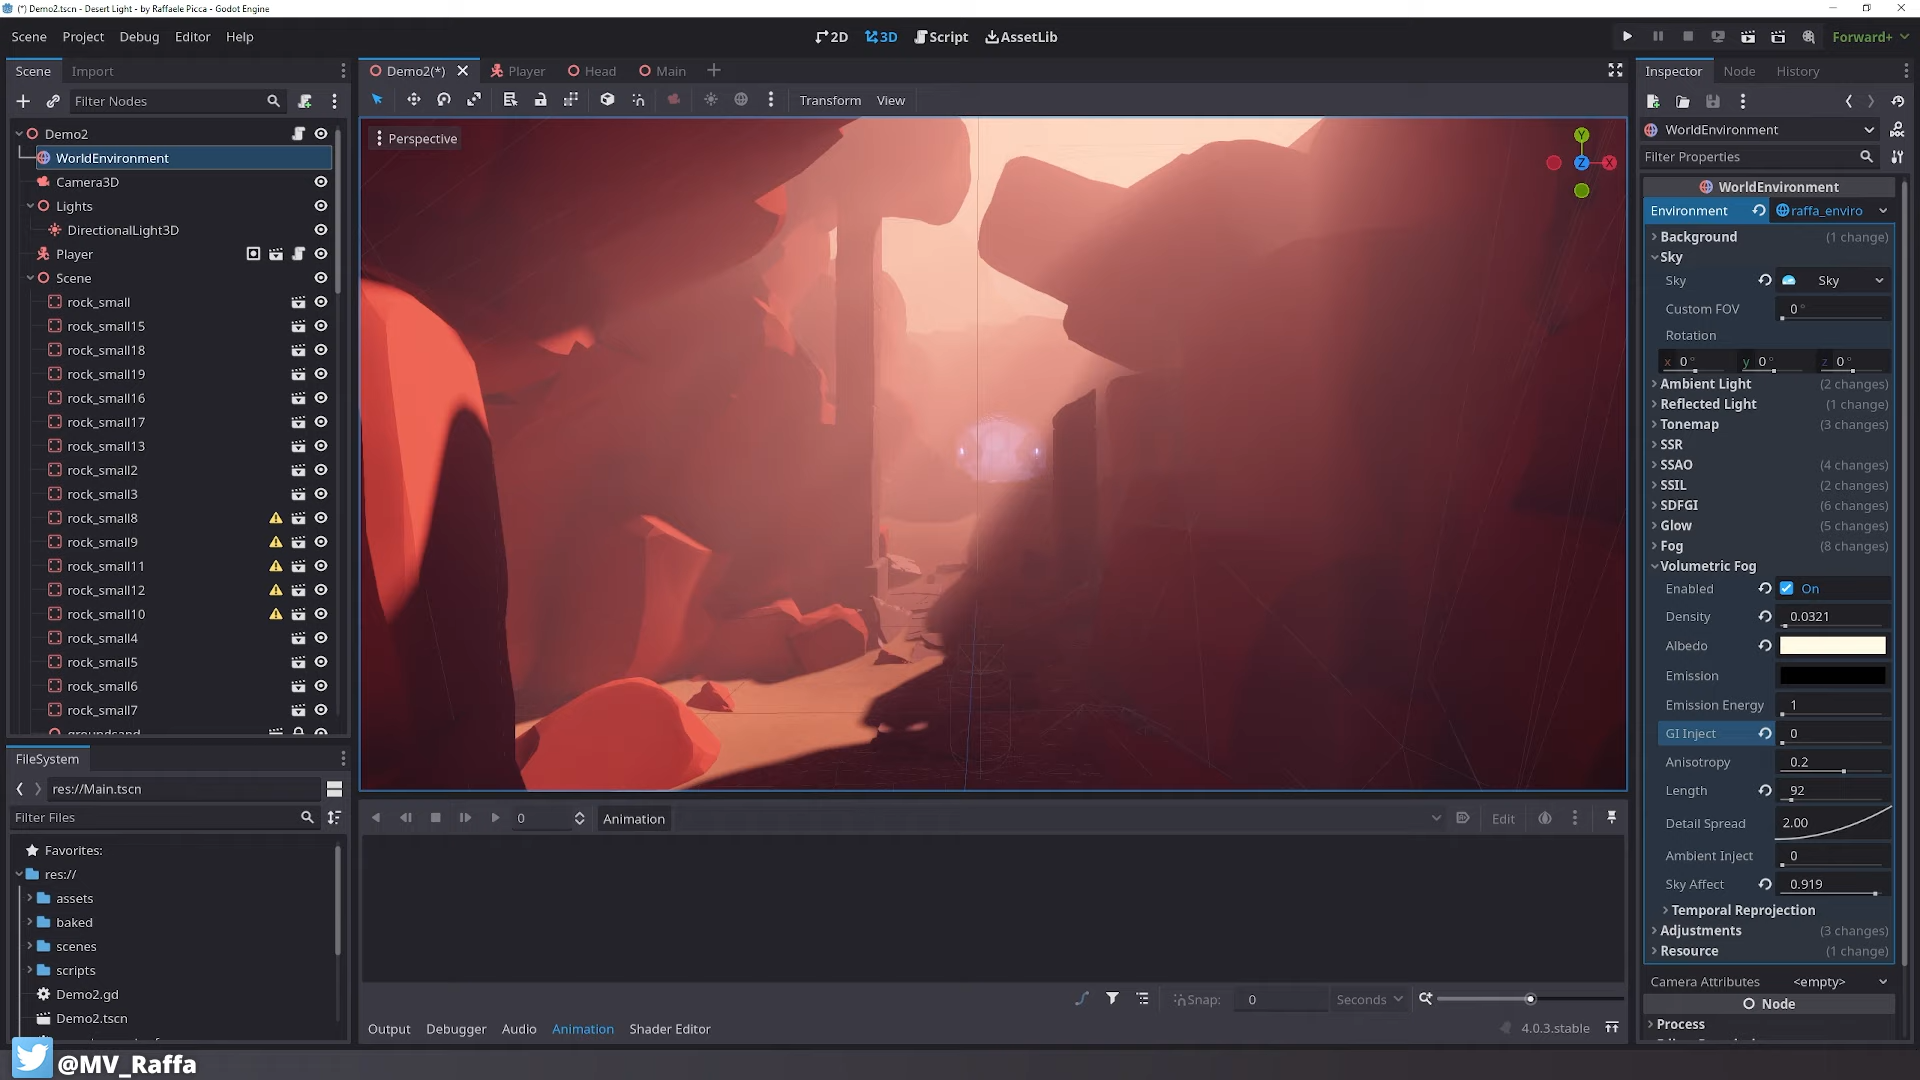 (*) Demo2.tscn - Desert Light - by Raffaele Picca - Godot Engine
Scene Project Debug Editor Help
2D 3D Script AssetLib
Forward+
Scene Import
Demo2(*) Player Head Main
Inspector Node History
Filter Nodes
Transform View
Perspective
Y
Z
X
Demo2
WorldEnvironment
Camera3D
Lights
DirectionalLight3D
Player
Scene
rock_small
rock_small15
rock_small18
rock_small19
rock_small16
rock_small17
rock_small13
rock_small2
rock_small3
rock_small8
rock_small9
rock_small11
rock_small12
rock_small10
rock_small4
rock_small5
rock_small6
rock_small7
FileSystem
res://Main.tscn
Filter Files
Favorites:
res://
assets
baked
scenes
scripts
Demo2.gd
Demo2.tscn
@MV_Raffa
0 Animation Edit
Snap: 0 Seconds
Output Debugger Audio Animation Shader Editor
4.0.3.stable
WorldEnvironment
Filter Properties
WorldEnvironment
Environment raffa_enviro
Background (1 change)
Sky
Sky Sky
Custom FOV 0 °
Rotation
x 0 ° y 0 ° z 0 °
Ambient Light (2 changes)
Reflected Light (1 change)
Tonemap (3 changes)
SSR
SSAO (4 changes)
SSIL (2 changes)
SDFGI (6 changes)
Glow (5 changes)
Fog (8 changes)
Volumetric Fog
Enabled On
Density 0.0321
Albedo
Emission
Emission Energy 1
GI Inject 0
Anisotropy 0.2
Length 92
Detail Spread 2.00
Ambient Inject 0
Sky Affect 0.919
Temporal Reprojection
Adjustments (3 changes)
Resource (1 change)
Camera Attributes <empty>
Node
Process